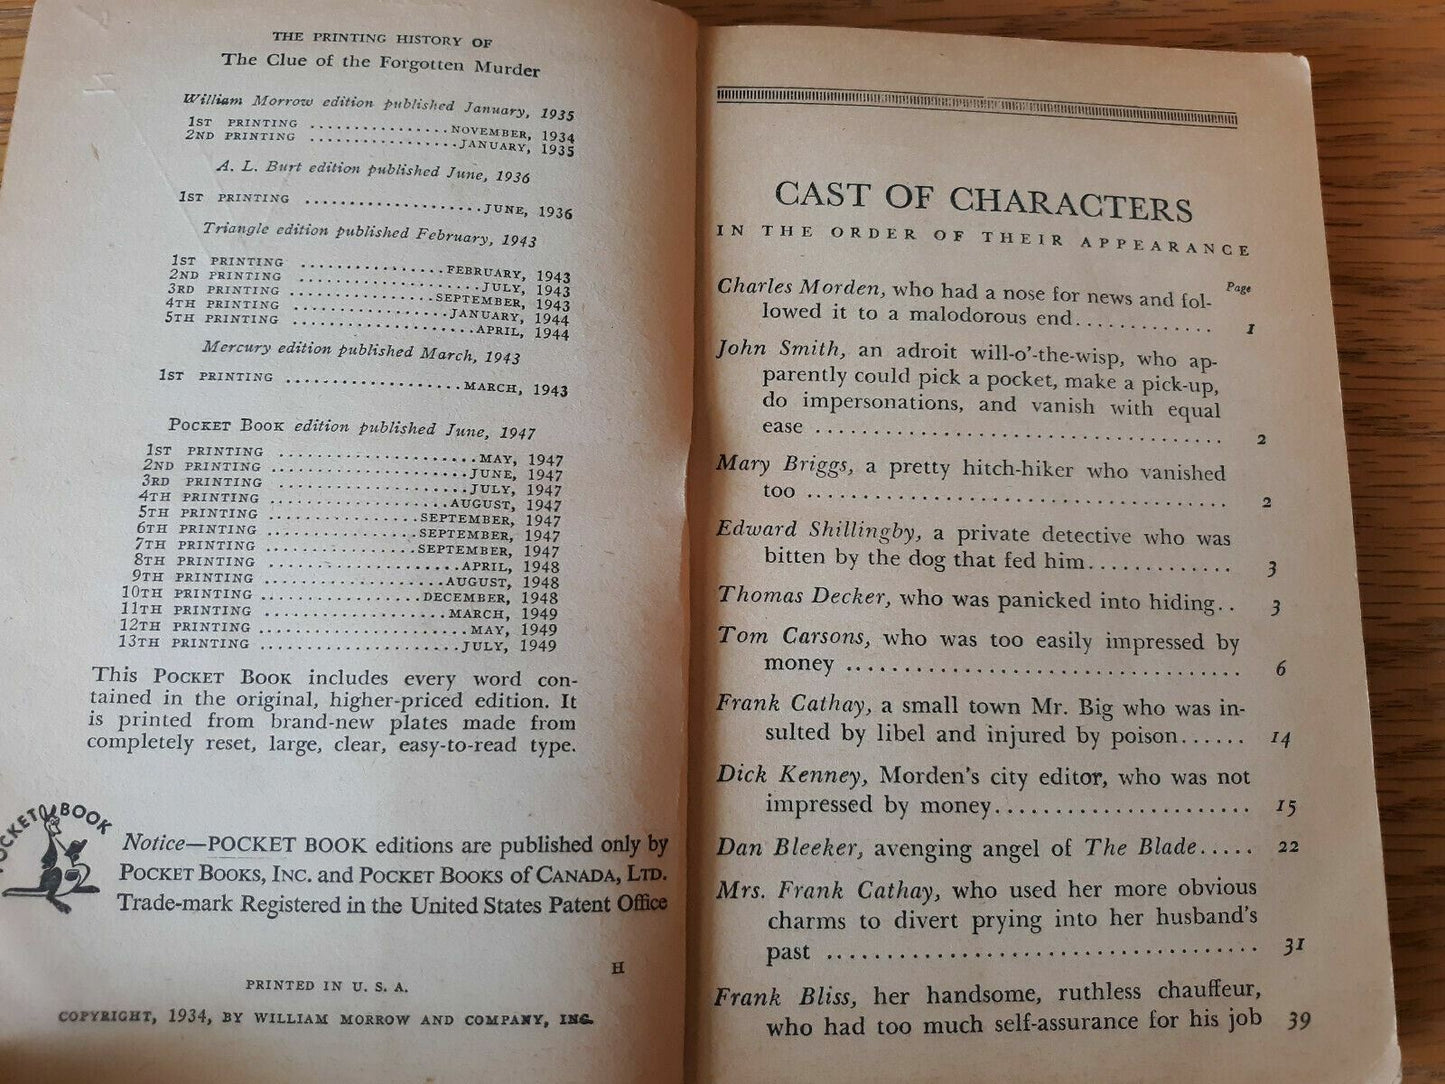 THE PRINTING HISTORY OF
The Clue of the Forgotten Murder
William Morrow edition published January, 1935
1ST PRINTING ................NOVEMBER, 1934
2ND PRINTING .................JANUARY, 1935
A. L. Burt edition published June, 1936
1ST PRINTING ....................JUNE, 1936
Triangle edition published February, 1943
1ST PRINTING ................FEBRUARY, 1943
2ND PRINTING ....................JULY, 1943
3RD PRINTING ...............SEPTEMBER, 1943
4TH PRINTING .................JANUARY, 1944
5TH PRINTING ...................APRIL, 1944
Mercury edition published March, 1943
1ST PRINTING ...................MARCH, 1943
POCKET BOOK edition published June, 1947
1ST PRINTING ......................MAY, 1947
2ND PRINTING .....................JUNE, 1947
3RD PRINTING .....................JULY, 1947
4TH PRINTING ...................AUGUST, 1947
5TH PRINTING ................SEPTEMBER, 1947
6TH PRINTING ................SEPTEMBER, 1947
7TH PRINTING ................SEPTEMBER, 1947
8TH PRINTING ....................APRIL, 1948
9TH PRINTING ...................AUGUST, 1948
10TH PRINTING .................DECEMBER, 1948
11TH PRINTING ....................MARCH, 1949
12TH PRINTING ......................MAY, 1949
13TH PRINTING .....................JULY, 1949
This POCKET BOOK includes every word con-
tained in the original, higher-priced edition. It
is printed from brand-new plates made from
completely reset, large, clear, easy-to-read type.
POCKET BOOK
Notice—POCKET BOOK editions are published only by
POCKET BOOKS, INC. and POCKET BOOKS of CANADA, LTD.
Trade-mark Registered in the United States Patent Office
H
PRINTED IN U. S. A.
COPYRIGHT, 1934, BY WILLIAM MORROW AND COMPANY, INC.
CAST OF CHARACTERS
IN THE ORDER OF THEIR APPEARANCE
Page
Charles Morden, who had a nose for news and fol-
lowed it to a malodorous end............ 1
John Smith, an adroit will-o'-the-wisp, who ap-
parently could pick a pocket, make a pick-up,
do impersonations, and vanish with equal
ease .................................. 2
Mary Briggs, a pretty hitch-hiker who vanished
too ................................... 2
Edward Shillingby, a private detective who was
bitten by the dog that fed him............. 3
Thomas Decker, who was panicked into hiding.. 3
Tom Carsons, who was too easily impressed by
money ................................. 6
Frank Cathay, a small town Mr. Big who was in-
sulted by libel and injured by poison...... 14
Dick Kenney, Morden's city editor, who was not
impressed by money...................... 15
Dan Bleeker, avenging angel of The Blade..... 22
Mrs. Frank Cathay, who used her more obvious
charms to divert prying into her husband's
past .................................... 31
Frank Bliss, her handsome, ruthless chauffeur,
who had too much self-assurance for his job 39